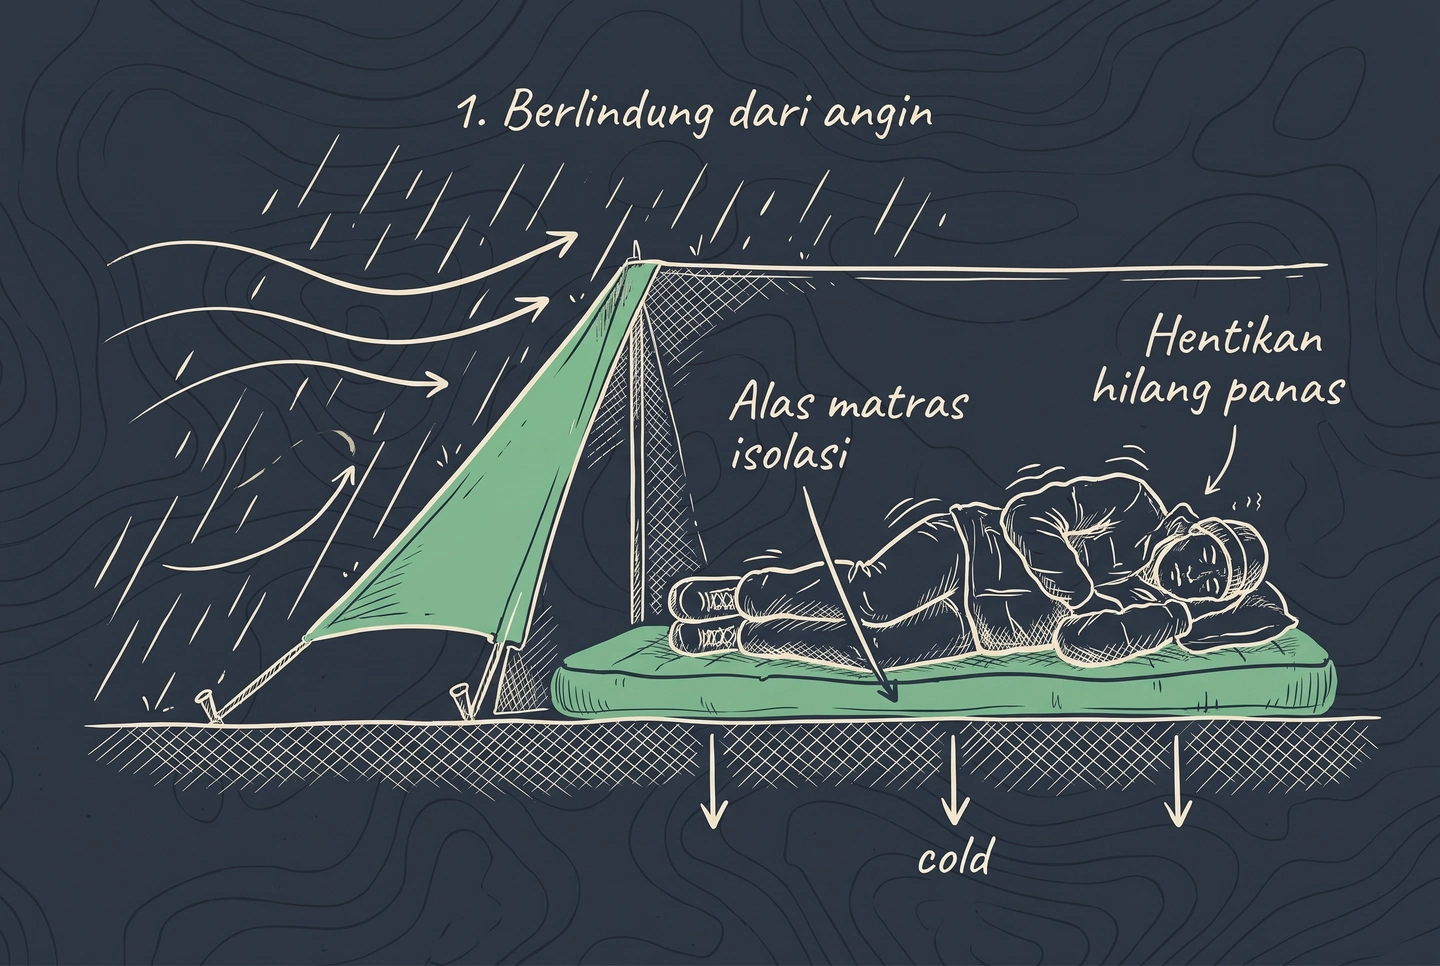 1. Berlindung dari angin
Hentikan
hilang panas
Alas matras
isolasi
cold